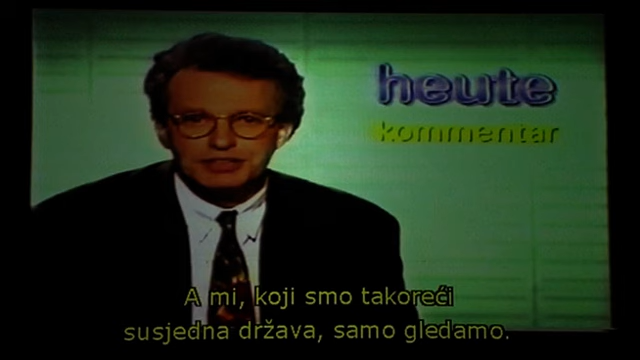 heute
kommentar
A mi, koji smo takoreći
susjedna država, samo gledamo.